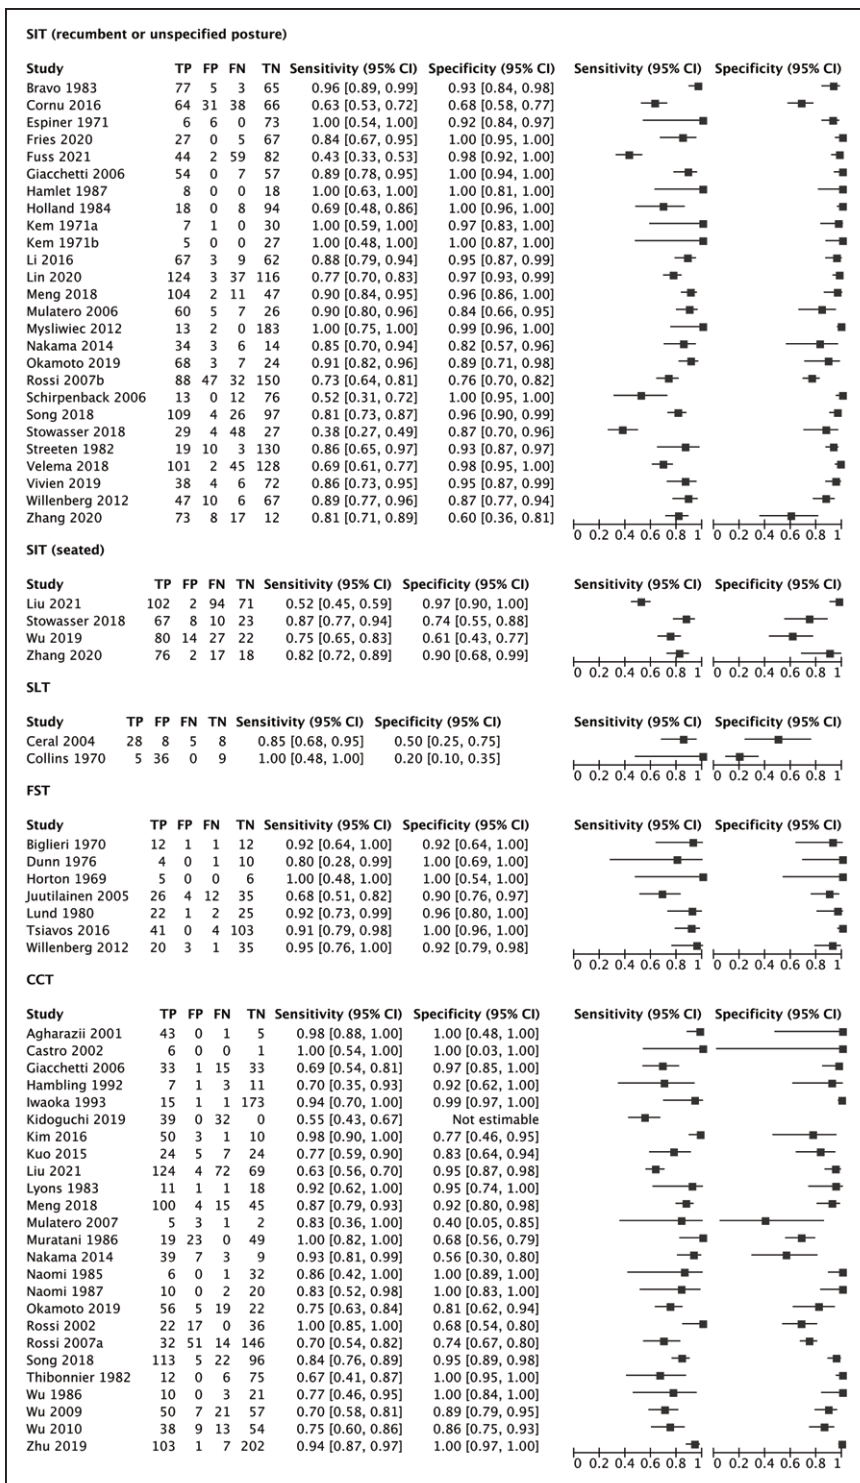 SIT (recumbent or unspecified posture)
Study TP FP FN TN Sensitivity (95% CI) Specificity (95% CI) Sensitivity (95% CI) Specificity (95% CI)
Bravo 1983 77 5 3 65 0.96 [0.89, 0.99] 0.93 [0.84, 0.98]
Cornu 2016 64 31 38 66 0.63 [0.53, 0.72] 0.68 [0.58, 0.77]
Espiner 1971 6 6 0 73 1.00 [0.54, 1.00] 0.92 [0.84, 0.97]
Fries 2020 27 0 5 67 0.84 [0.67, 0.95] 1.00 [0.95, 1.00]
Fuss 2021 44 2 59 82 0.43 [0.33, 0.53] 0.98 [0.92, 1.00]
Giacchetti 2006 54 0 7 57 0.89 [0.78, 0.95] 1.00 [0.94, 1.00]
Hamlet 1987 8 0 0 18 1.00 [0.63, 1.00] 1.00 [0.81, 1.00]
Holland 1984 18 0 8 94 0.69 [0.48, 0.86] 1.00 [0.96, 1.00]
Kem 1971a 7 1 0 30 1.00 [0.59, 1.00] 0.97 [0.83, 1.00]
Kem 1971b 5 0 0 27 1.00 [0.48, 1.00] 1.00 [0.87, 1.00]
Li 2016 67 3 9 62 0.88 [0.79, 0.94] 0.95 [0.87, 0.99]
Lin 2020 124 3 37 116 0.77 [0.70, 0.83] 0.97 [0.93, 0.99]
Meng 2018 104 2 11 47 0.90 [0.84, 0.95] 0.96 [0.86, 1.00]
Mulatero 2006 60 5 7 26 0.90 [0.80, 0.96] 0.84 [0.66, 0.95]
Mysliwiec 2012 13 2 0 183 1.00 [0.75, 1.00] 0.99 [0.96, 1.00]
Nakama 2014 34 3 6 14 0.85 [0.70, 0.94] 0.82 [0.57, 0.96]
Okamoto 2019 68 3 7 24 0.91 [0.82, 0.96] 0.89 [0.71, 0.98]
Rossi 2007b 88 47 32 150 0.73 [0.64, 0.81] 0.76 [0.70, 0.82]
Schirpenback 2006 13 0 12 76 0.52 [0.31, 0.72] 1.00 [0.95, 1.00]
Song 2018 109 4 26 97 0.81 [0.73, 0.87] 0.96 [0.90, 0.99]
Stowasser 2018 29 4 48 27 0.38 [0.27, 0.49] 0.87 [0.70, 0.96]
Streeten 1982 19 10 3 130 0.86 [0.65, 0.97] 0.93 [0.87, 0.97]
Velema 2018 101 2 45 128 0.69 [0.61, 0.77] 0.98 [0.95, 1.00]
Vivien 2019 38 4 6 72 0.86 [0.73, 0.95] 0.95 [0.87, 0.99]
Willenberg 2012 47 10 6 67 0.89 [0.77, 0.96] 0.87 [0.77, 0.94]
Zhang 2020 73 8 17 12 0.81 [0.71, 0.89] 0.60 [0.36, 0.81]
0 0.2 0.4 0.6 0.8 1 0 0.2 0.4 0.6 0.8 1
SIT (seated)
Study TP FP FN TN Sensitivity (95% CI) Specificity (95% CI) Sensitivity (95% CI) Specificity (95% CI)
Liu 2021 102 2 94 71 0.52 [0.45, 0.59] 0.97 [0.90, 1.00]
Stowasser 2018 67 8 10 23 0.87 [0.77, 0.94] 0.74 [0.55, 0.88]
Wu 2019 80 14 27 22 0.75 [0.65, 0.83] 0.61 [0.43, 0.77]
Zhang 2020 76 2 17 18 0.82 [0.72, 0.89] 0.90 [0.68, 0.99]
0 0.2 0.4 0.6 0.8 1 0 0.2 0.4 0.6 0.8 1
SLT
Study TP FP FN TN Sensitivity (95% CI) Specificity (95% CI) Sensitivity (95% CI) Specificity (95% CI)
Ceral 2004 28 8 5 8 0.85 [0.68, 0.95] 0.50 [0.25, 0.75]
Collins 1970 5 36 0 9 1.00 [0.48, 1.00] 0.20 [0.10, 0.35]
0 0.2 0.4 0.6 0.8 1 0 0.2 0.4 0.6 0.8 1
FST
Study TP FP FN TN Sensitivity (95% CI) Specificity (95% CI) Sensitivity (95% CI) Specificity (95% CI)
Biglieri 1970 12 1 1 12 0.92 [0.64, 1.00] 0.92 [0.64, 1.00]
Dunn 1976 4 0 1 10 0.80 [0.28, 0.99] 1.00 [0.69, 1.00]
Horton 1969 5 0 0 6 1.00 [0.48, 1.00] 1.00 [0.54, 1.00]
Juutilainen 2005 26 4 12 35 0.68 [0.51, 0.82] 0.90 [0.76, 0.97]
Lund 1980 22 1 2 25 0.92 [0.73, 0.99] 0.96 [0.80, 1.00]
Tsiavos 2016 41 0 4 103 0.91 [0.79, 0.98] 1.00 [0.96, 1.00]
Willenberg 2012 20 3 1 35 0.95 [0.76, 1.00] 0.92 [0.79, 0.98]
0 0.2 0.4 0.6 0.8 1 0 0.2 0.4 0.6 0.8 1
CCT
Study TP FP FN TN Sensitivity (95% CI) Specificity (95% CI) Sensitivity (95% CI) Specificity (95% CI)
Agharazii 2001 43 0 1 5 0.98 [0.88, 1.00] 1.00 [0.48, 1.00]
Castro 2002 6 0 0 1 1.00 [0.54, 1.00] 1.00 [0.03, 1.00]
Giacchetti 2006 33 1 15 33 0.69 [0.54, 0.81] 0.97 [0.85, 1.00]
Hambling 1992 7 1 3 11 0.70 [0.35, 0.93] 0.92 [0.62, 1.00]
Iwaoka 1993 15 1 1 173 0.94 [0.70, 1.00] 0.99 [0.97, 1.00]
Kidoguchi 2019 39 0 32 0 0.55 [0.43, 0.67] Not estimable
Kim 2016 50 3 1 10 0.98 [0.90, 1.00] 0.77 [0.46, 0.95]
Kuo 2015 24 5 7 24 0.77 [0.59, 0.90] 0.83 [0.64, 0.94]
Liu 2021 124 4 72 69 0.63 [0.56, 0.70] 0.95 [0.87, 0.98]
Lyons 1983 11 1 1 18 0.92 [0.62, 1.00] 0.95 [0.74, 1.00]
Meng 2018 100 4 15 45 0.87 [0.79, 0.93] 0.92 [0.80, 0.98]
Mulatero 2007 5 3 1 2 0.83 [0.36, 1.00] 0.40 [0.05, 0.85]
Muratani 1986 19 23 0 49 1.00 [0.82, 1.00] 0.68 [0.56, 0.79]
Nakama 2014 39 7 3 9 0.93 [0.81, 0.99] 0.56 [0.30, 0.80]
Naomi 1985 6 0 1 32 0.86 [0.42, 1.00] 1.00 [0.89, 1.00]
Naomi 1987 10 0 2 20 0.83 [0.52, 0.98] 1.00 [0.83, 1.00]
Okamoto 2019 56 5 19 22 0.75 [0.63, 0.84] 0.81 [0.62, 0.94]
Rossi 2002 22 17 0 36 1.00 [0.85, 1.00] 0.68 [0.54, 0.80]
Rossi 2007a 32 51 14 146 0.70 [0.54, 0.82] 0.74 [0.67, 0.80]
Song 2018 113 5 22 96 0.84 [0.76, 0.89] 0.95 [0.89, 0.98]
Thibonnier 1982 12 0 6 75 0.67 [0.41, 0.87] 1.00 [0.95, 1.00]
Wu 1986 10 0 3 21 0.77 [0.46, 0.95] 1.00 [0.84, 1.00]
Wu 2009 50 7 21 57 0.70 [0.58, 0.81] 0.89 [0.79, 0.95]
Wu 2010 38 9 13 54 0.75 [0.60, 0.86] 0.86 [0.75, 0.93]
Zhu 2019 103 1 7 202 0.94 [0.87, 0.97] 1.00 [0.97, 1.00]
0 0.2 0.4 0.6 0.8 1 0 0.2 0.4 0.6 0.8 1